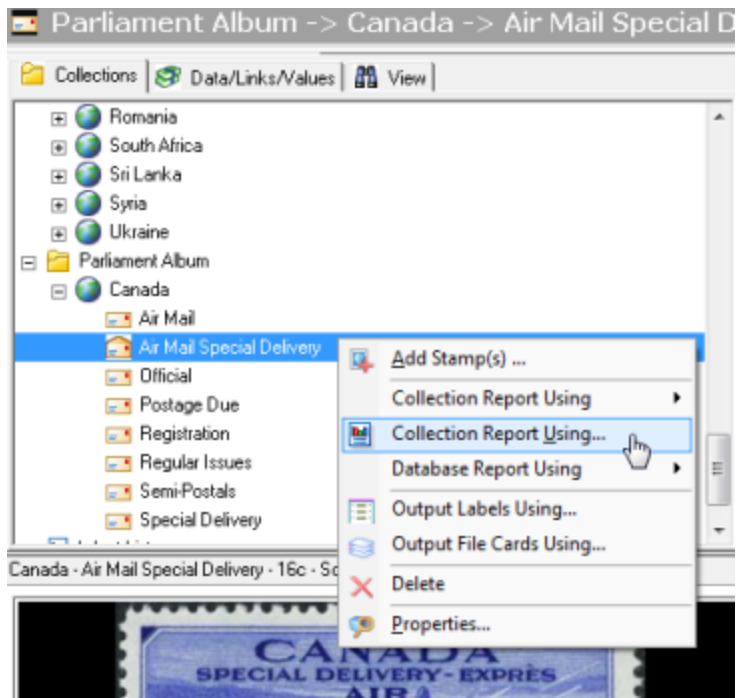 Parliament Album -> Canada -> Air Mail Special D
Collections Data/Links/Values View
Romania
South Africa
Sri Lanka
Syria
Ukraine
Parliament Album
Canada
Air Mail
Air Mail Special Delivery
Official
Postage Due
Registration
Regular Issues
Semi-Postals
Special Delivery
Add Stamp(s) ...
Collection Report Using
Collection Report Using...
Database Report Using
Output Labels Using...
Output File Cards Using...
Delete
Properties...
Canada - Air Mail Special Delivery - 16c - Sc
CANADA
SPECIAL DELIVERY-EXPRÈS
AIR